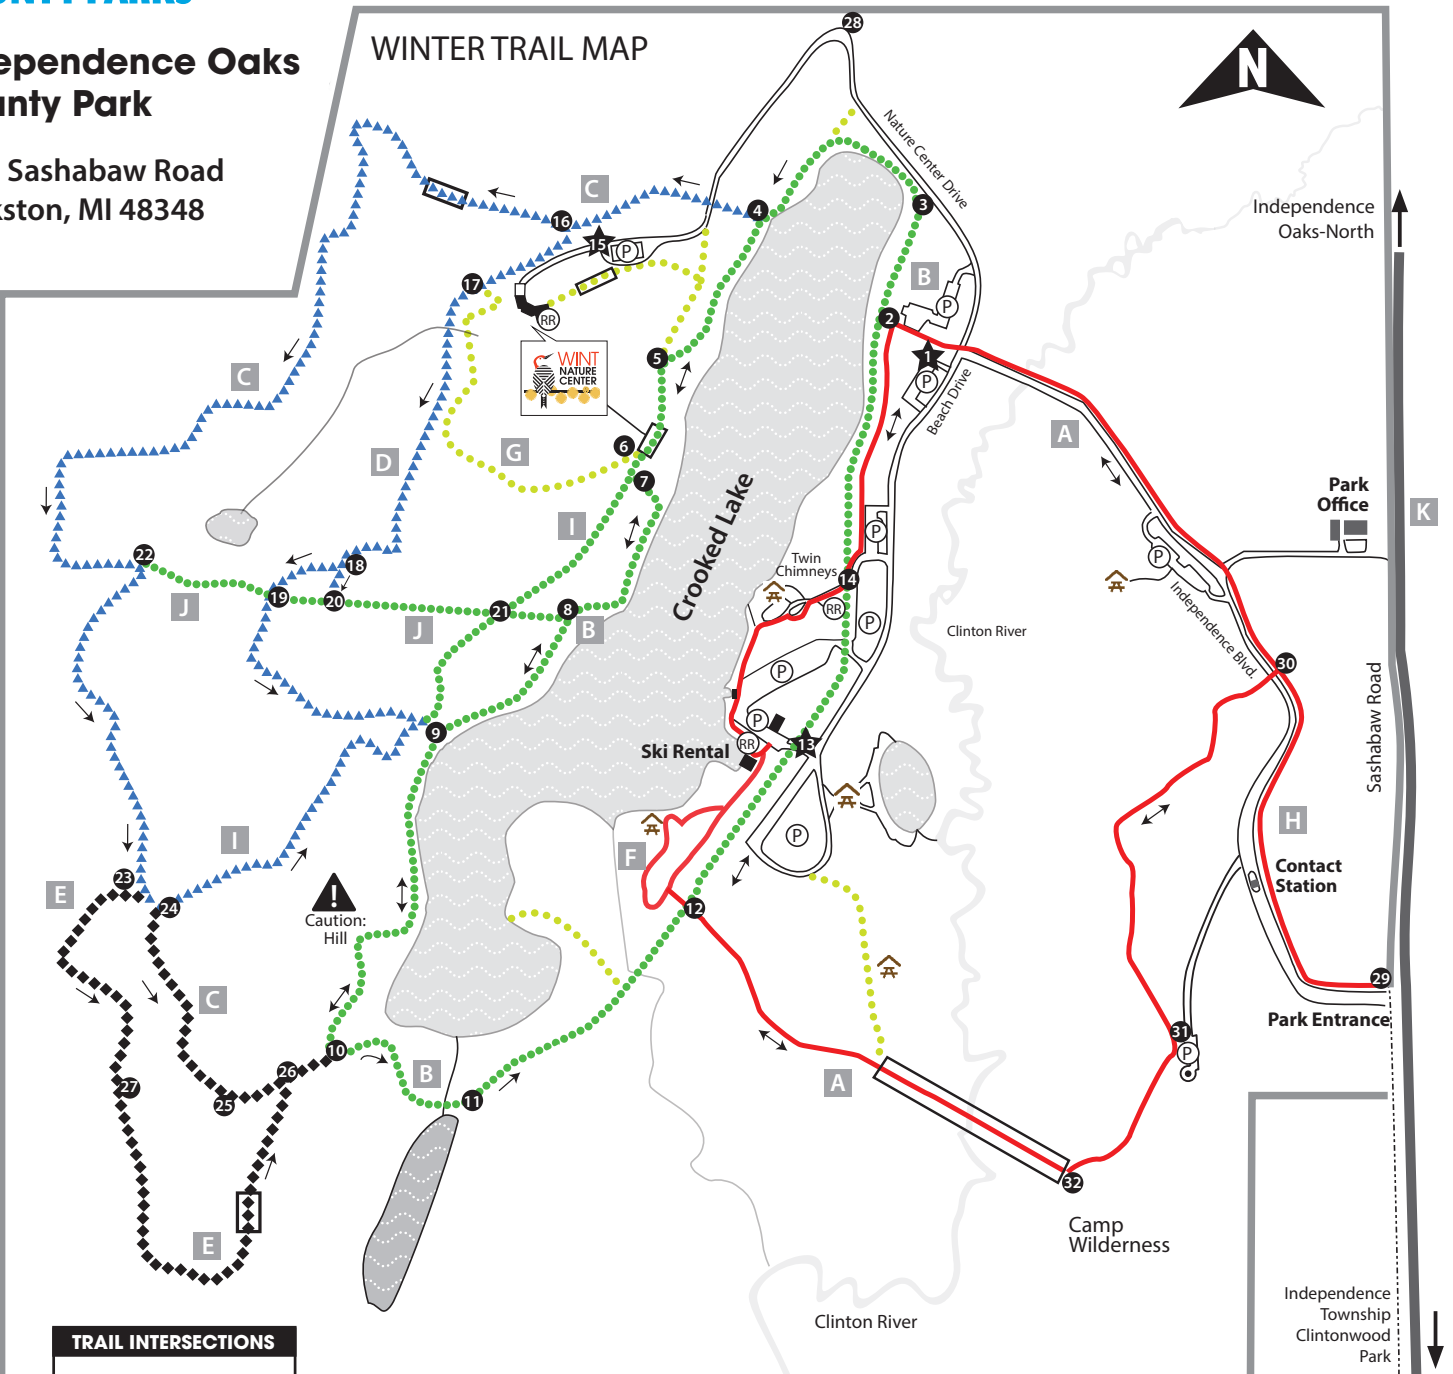 WINTER TRAIL MAP
ependence Oaks
unty Park
Sashabaw Road
kston, MI 48348
N
28
Nature Center Drive
Independence
Oaks-North
C
4
3
16
15
P
17
B
P
2
RR
WINT
NATURE
CENTER
1
P
Beach Drive
5
C
A
D
G
6
7
Crooked Lake
Park
Office
K
I
P
P
22
18
Twin
Chimneys
14
RR
19
20
J
J
21
8
B
P
Clinton River
Independence Blvd.
30
P
9
P
RR
13
Ski Rental
Sashabaw Road
I
F
P
H
Contact
Station
E
23
24
!
Caution:
Hill
12
29
Park Entrance
C
10
26
27
25
B
11
A
31
P
32
E
Camp
Wilderness
Clinton River
Independence
Township
Clintonwood
Park
TRAIL INTERSECTIONS